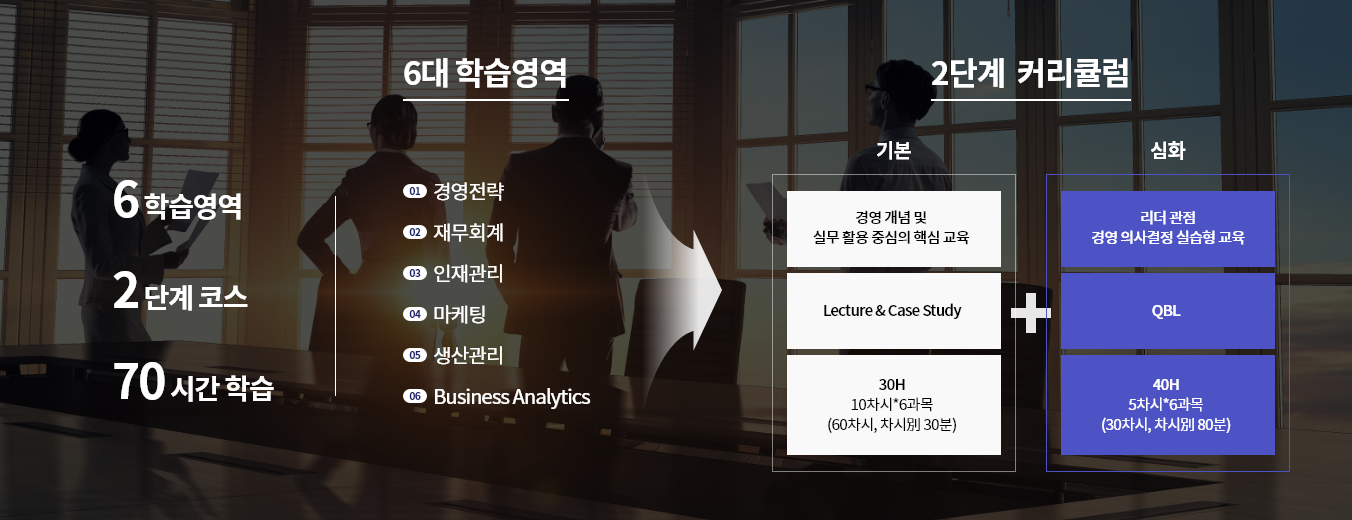 6 학습영역
2 단계 코스
70 시간 학습
6대 학습영역
01 경영전략
02 재무회계
03 인재관리
04 마케팅
05 생산관리
06 Business Analytics
2단계 커리큘럼
기본
경영 개념 및
실무 활용 중심의 핵심 교육
Lecture & Case Study
30H
10차시*6과목
(60차시, 차시別 30분)
심화
리더 관점
경영 의사결정 실습형 교육
QBL
40H
5차시*6과목
(30차시, 차시別 80분)